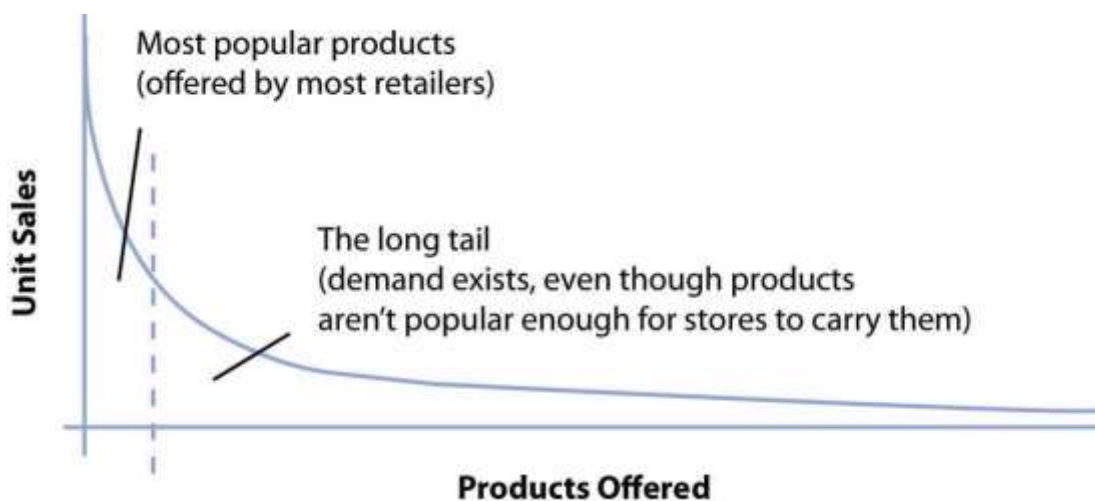 Most popular products
(offered by most retailers)
Unit Sales
The long tail
(demand exists, even though products
aren’t popular enough for stores to carry them)
Products Offered